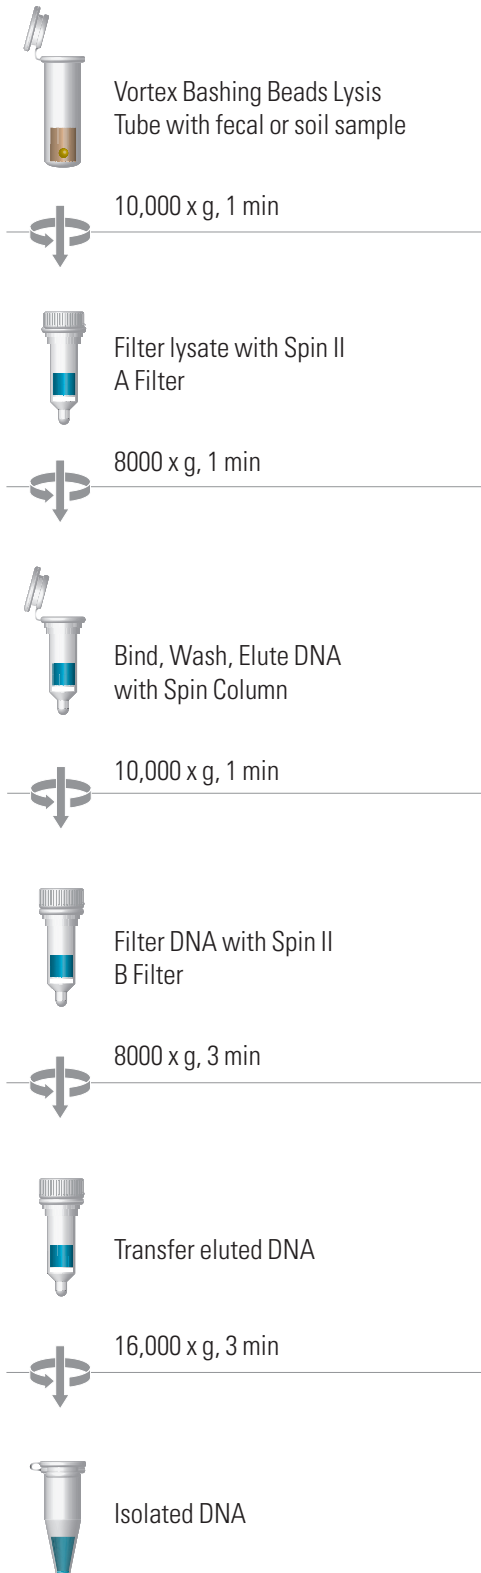 Vortex Bashing Beads Lysis
Tube with fecal or soil sample
10,000 x g, 1 min
Filter lysate with Spin II
A Filter
8000 x g, 1 min
Bind, Wash, Elute DNA
with Spin Column
10,000 x g, 1 min
Filter DNA with Spin II
B Filter
8000 x g, 3 min
Transfer eluted DNA
16,000 x g, 3 min
Isolated DNA